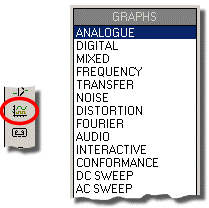 GRAPHS
ANALOGUE
DIGITAL
MIXED
FREQUENCY
TRANSFER
NOISE
DISTORTION
FOURIER
AUDIO
INTERACTIVE
CONFORMANCE
DC SWEEP
AC SWEEP